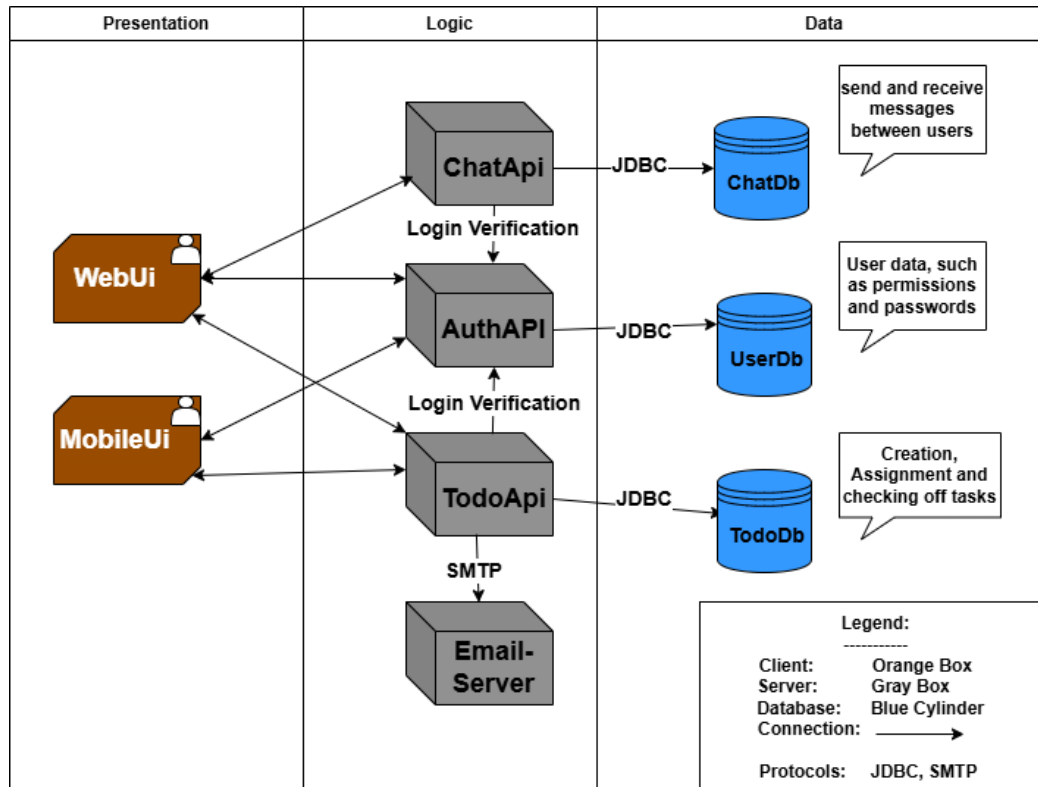 Presentation
Logic
Data
send and receive
messages
between users
ChatApi
JDBC
ChatDb
Login Verification
WebUi
User data, such
as permissions
and passwords
AuthAPI
JDBC
UserDb
Login Verification
MobileUi
Creation,
Assignment and
checking off tasks
TodoApi
JDBC
TodoDb
SMTP
Email-
Server
Legend:
-----------
Client: Orange Box
Server: Gray Box
Database: Blue Cylinder
Connection:
Protocols: JDBC, SMTP